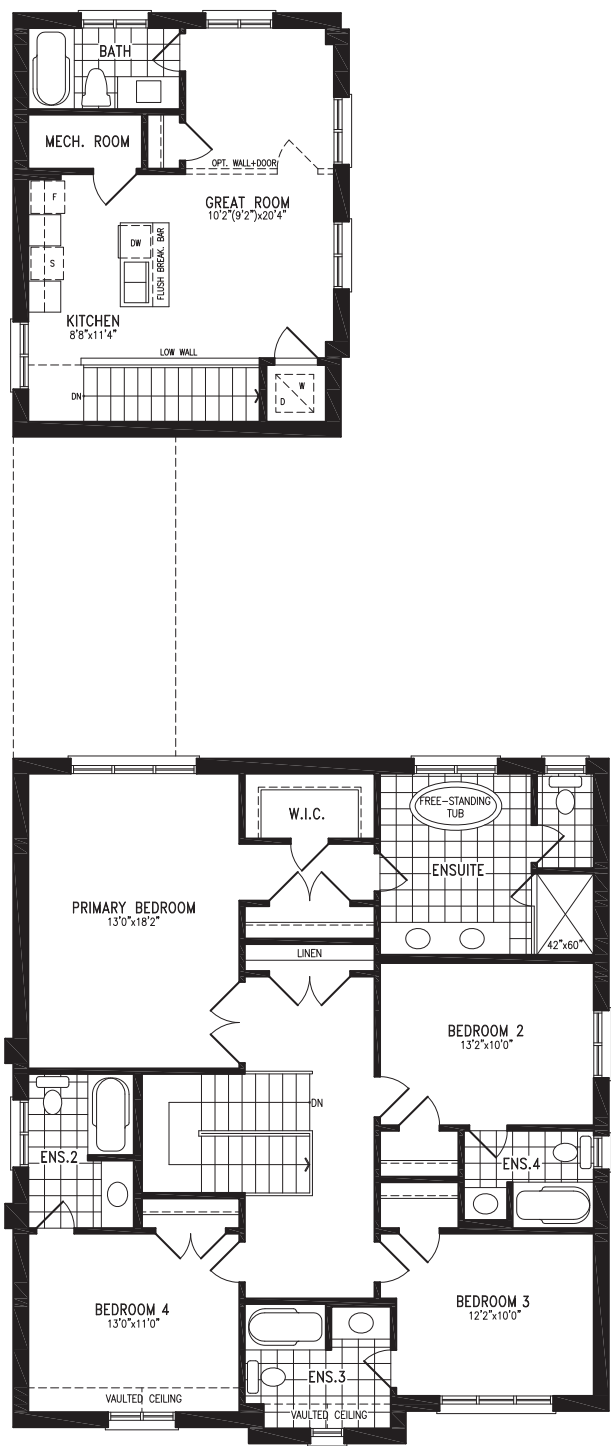 BATH
MECH. ROOM
OPT. WALL+DOOR
F
GREAT ROOM
10'2"(9'2")x20'4"
DW
FLUSH BREAK. BAR
S
KITCHEN
8'8"x11'4"
LOW WALL
DN
W
D
W.I.C.
FREE-STANDING
TUB
ENSUITE
PRIMARY BEDROOM
13'0"x18'2"
42"x60"
LINEN
BEDROOM 2
13'2"x10'0"
DN
ENS.2
ENS.4
BEDROOM 4
13'0"x11'0"
BEDROOM 3
12'2"x10'0"
ENS.3
VAULTED CEILING
VAULTED CEILING